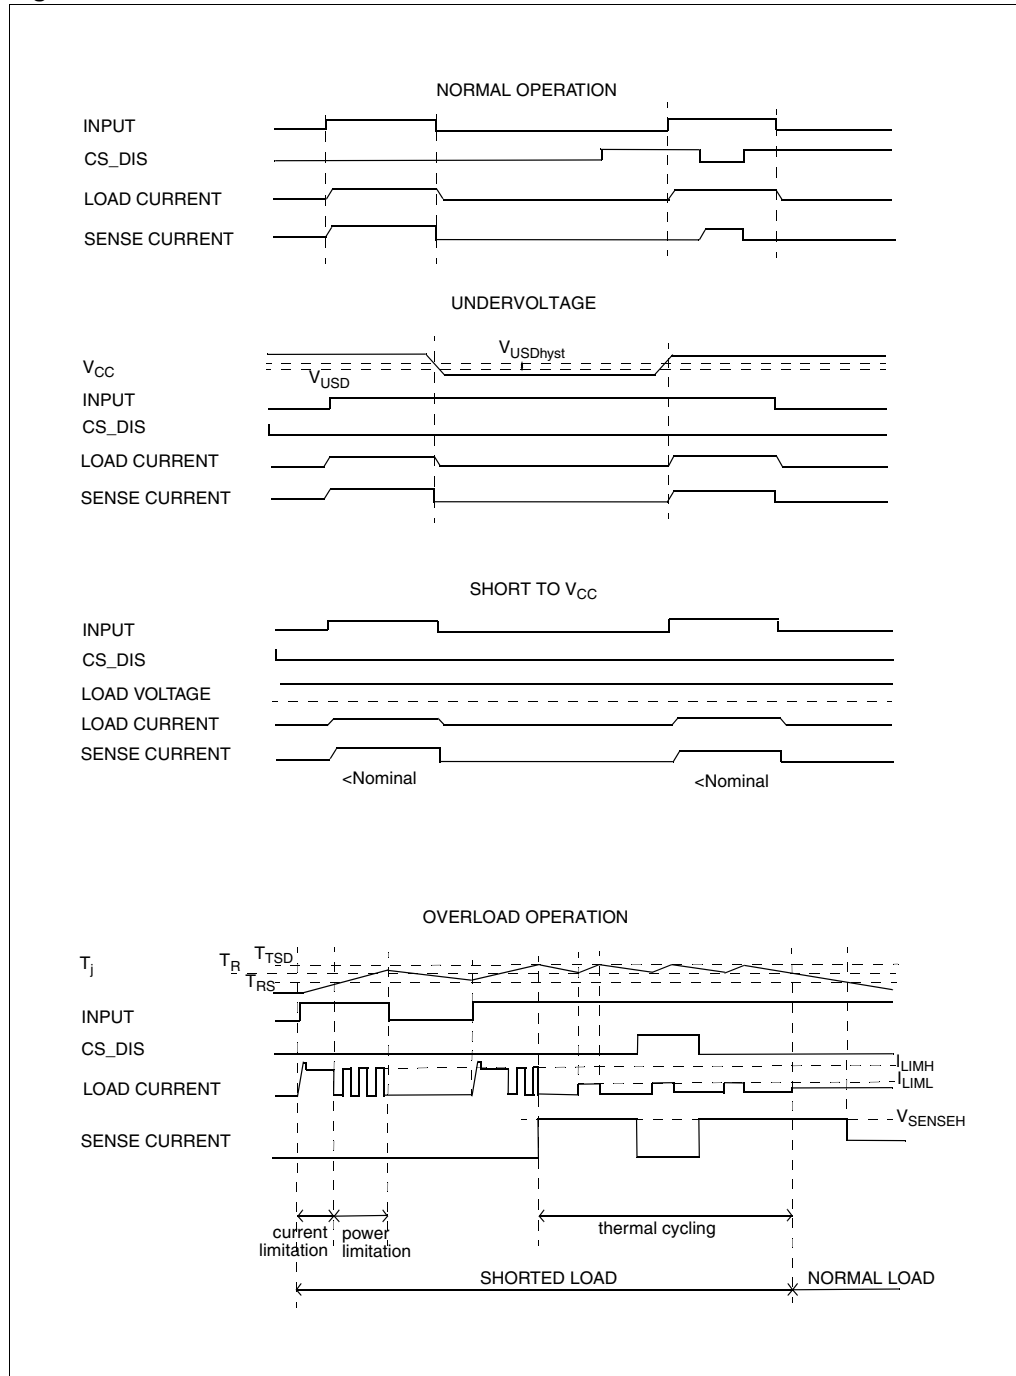 NORMAL OPERATION
INPUT
CS_DIS
LOAD CURRENT
SENSE CURRENT
UNDERVOLTAGE
VUSDhyst
VCC
VUSD
INPUT
CS_DIS
LOAD CURRENT
SENSE CURRENT
SHORT TO VCC
INPUT
CS_DIS
LOAD VOLTAGE
LOAD CURRENT
SENSE CURRENT
<Nominal <Nominal
OVERLOAD OPERATION
Tj TR TTSD
TRS
INPUT
CS_DIS
ILIMH
LOAD CURRENT ILIML
SENSE CURRENT VSENSEH
current limitation
power limitation
thermal cycling
SHORTED LOAD NORMAL LOAD